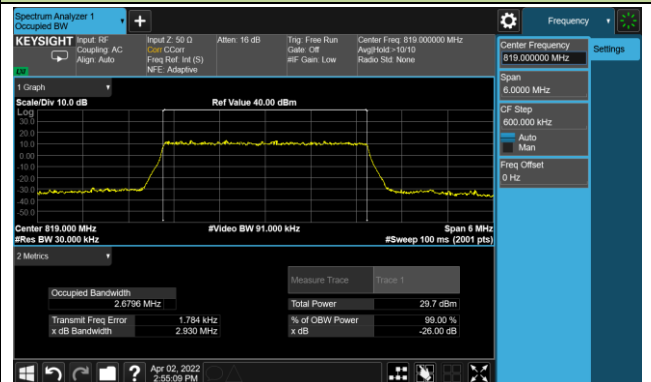 Spectrum Analyzer 1
Occupied BW
+
Frequency
KEYSIGHT
Input: RF
Coupling: AC
Align: Auto
Input Z: 50 Ω
Corr CCorr
Freq Ref: Int (S)
NFE: Adaptive
Atten: 16 dB
Trig: Free Run
Gate: Off
#IF Gain: Low
Center Freq: 819.000000 MHz
Avg|Hold:>10/10
Radio Std: None
Center Frequency
819.000000 MHz
Settings
Span
6.0000 MHz
CF Step
600.000 kHz
Auto
Man
Freq Offset
0 Hz
1 Graph
Scale/Div 10.0 dB
Ref Value 40.00 dBm
Log
30.0
20.0
10.0
0.00
-10.0
-20.0
-30.0
-40.0
-50.0
Center 819.000 MHz
#Video BW 91.000 kHz
Span 6 MHz
#Res BW 30.000 kHz
#Sweep 100 ms (2001 pts)
2 Metrics
Measure Trace
Trace 1
Occupied Bandwidth
2.6796 MHz
Total Power
29.7 dBm
Transmit Freq Error
1.784 kHz
% of OBW Power
99.00 %
x dB Bandwidth
2.930 MHz
x dB
-26.00 dB
?
Apr 02, 2022
2:55:09 PM